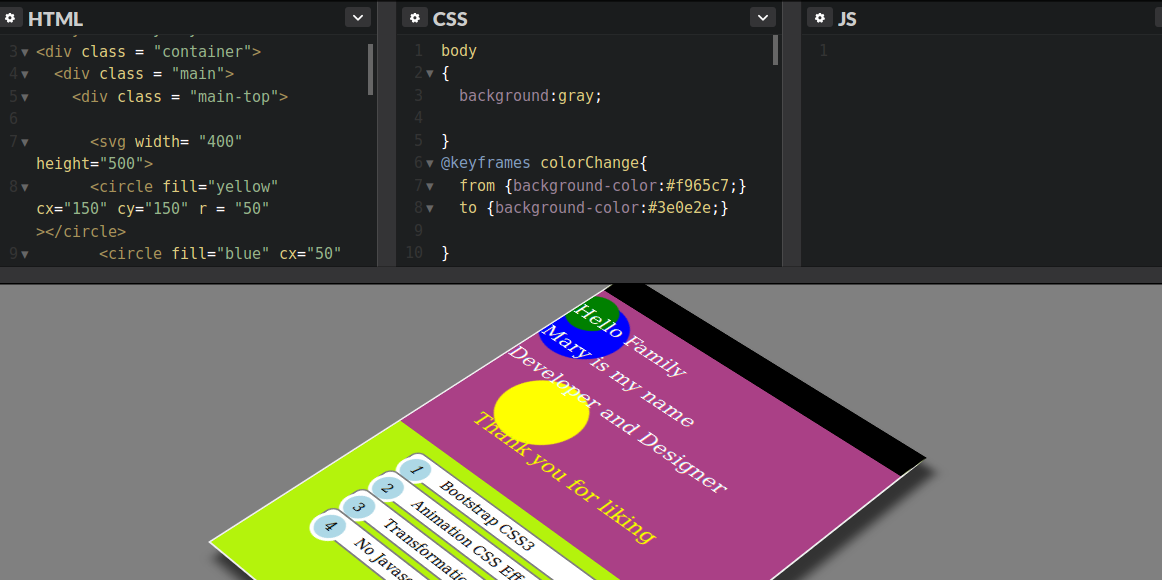 HTML
3 <div class = "container">
4 <div class = "main">
5 <div class = "main-top">
6
7 <svg width= "400"
height="500">
8 <circle fill="yellow"
cx="150" cy="150" r = "50"
></circle>
9 <circle fill="blue" cx="50"
CSS
1 body
2 {
3 background:gray;
4
5 }
6 @keyframes colorChange{
7 from {background-color:#f965c7;}
8 to {background-color:#3e0e2e;}
9
10 }
JS
1
Hello Family
Mary is my name
Developer and Designer
Thank you for liking
1 Bootstrap CSS3
2 Animation CSS Eff
3 Transformatio
4 No Javas